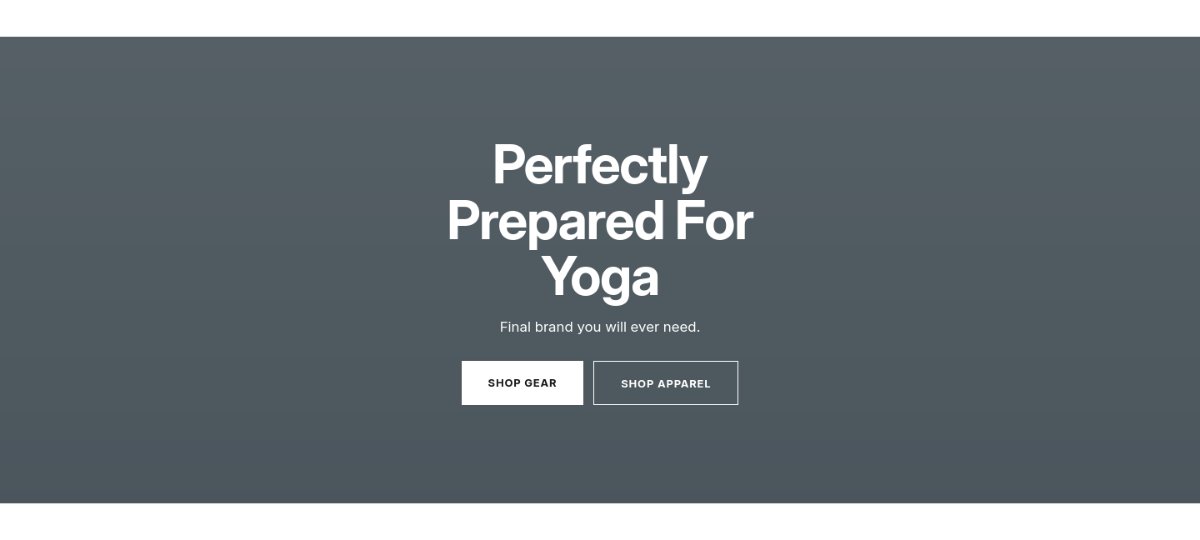 Perfectly
Prepared For
Yoga
Final brand you will ever need.
SHOP GEAR
SHOP APPAREL